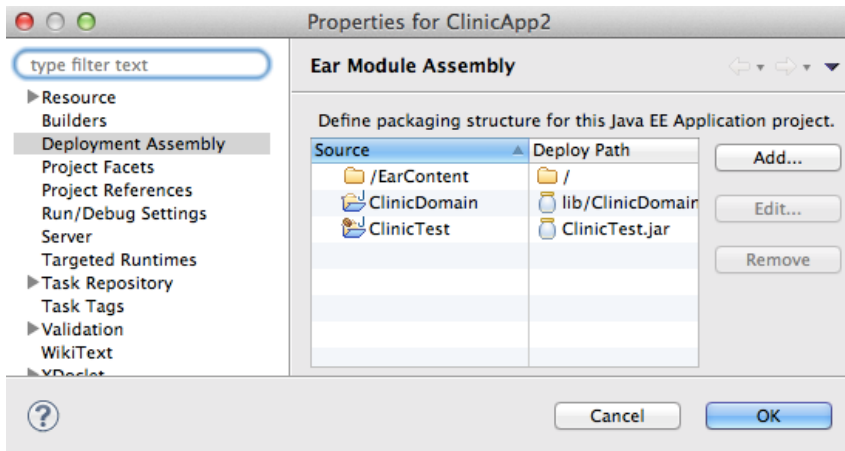 Properties for ClinicApp2
type filter text
Ear Module Assembly
Resource
Builders
Deployment Assembly
Project Facets
Project References
Run/Debug Settings
Server
Targeted Runtimes
Task Repository
Task Tags
Validation
WikiText
XDoclet
Define packaging structure for this Java EE Application project.
Source Deploy Path
/EarContent /
ClinicDomain lib/ClinicDomain
ClinicTest ClinicTest.jar
Add...
Edit...
Remove
?
Cancel
OK